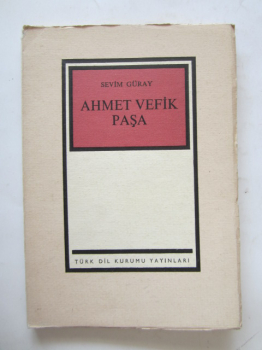 SEVİM GÜRAY
AHMET VEFİK
PAŞA
TÜRK DİL KURUMU YAYINLARI